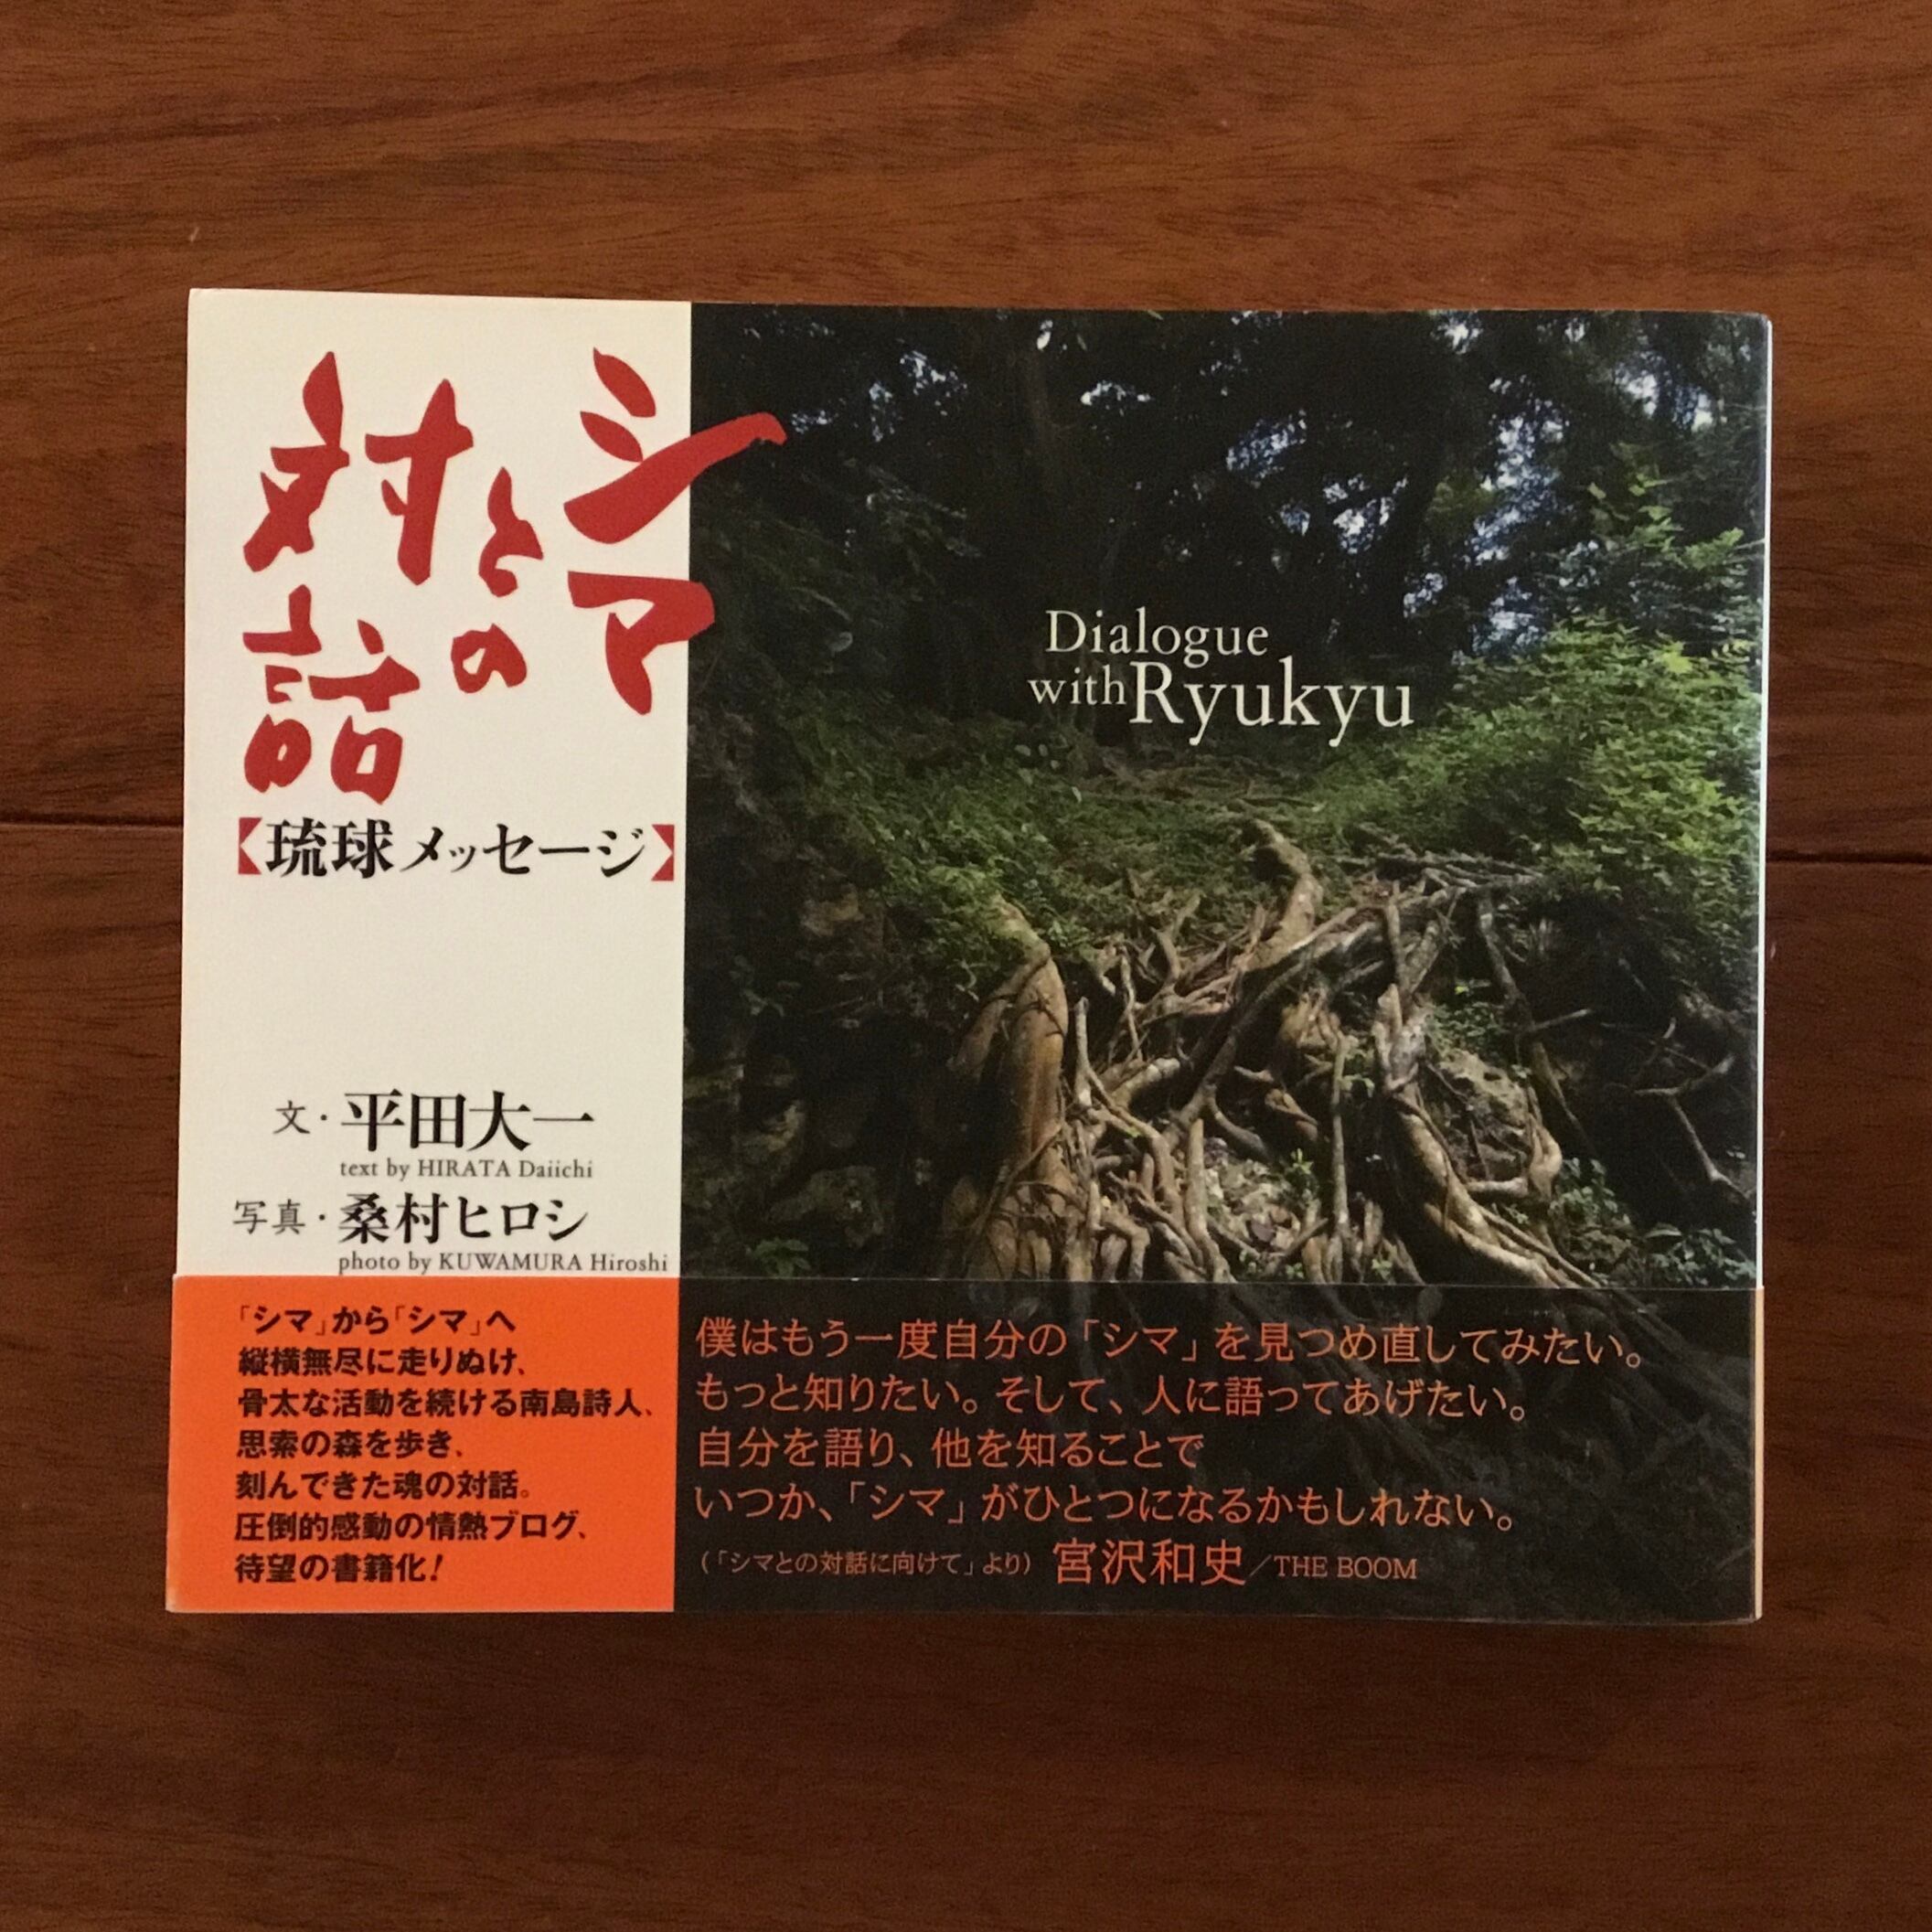 シマ
との
対話
【琉球メッセージ】
Dialogue
with Ryukyu
文・平田大一
text by HIRATA Daiichi
写真・桑村ヒロシ
photo by KUWAMURA Hiroshi
「シマ」から「シマ」へ
縦横無尽に走りぬけ、
骨太な活動を続ける南島詩人、
思索の森を歩き、
刻んできた魂の対話。
圧倒的感動の情熱ブログ、
待望の書籍化!
僕はもう一度自分の「シマ」を見つめ直してみたい。
もっと知りたい。そして、人に語ってあげたい。
自分を語り、他を知ることで
いつか、「シマ」がひとつになるかもしれない。
(「シマとの対話に向けて」より) 宮沢和史/THE BOOM